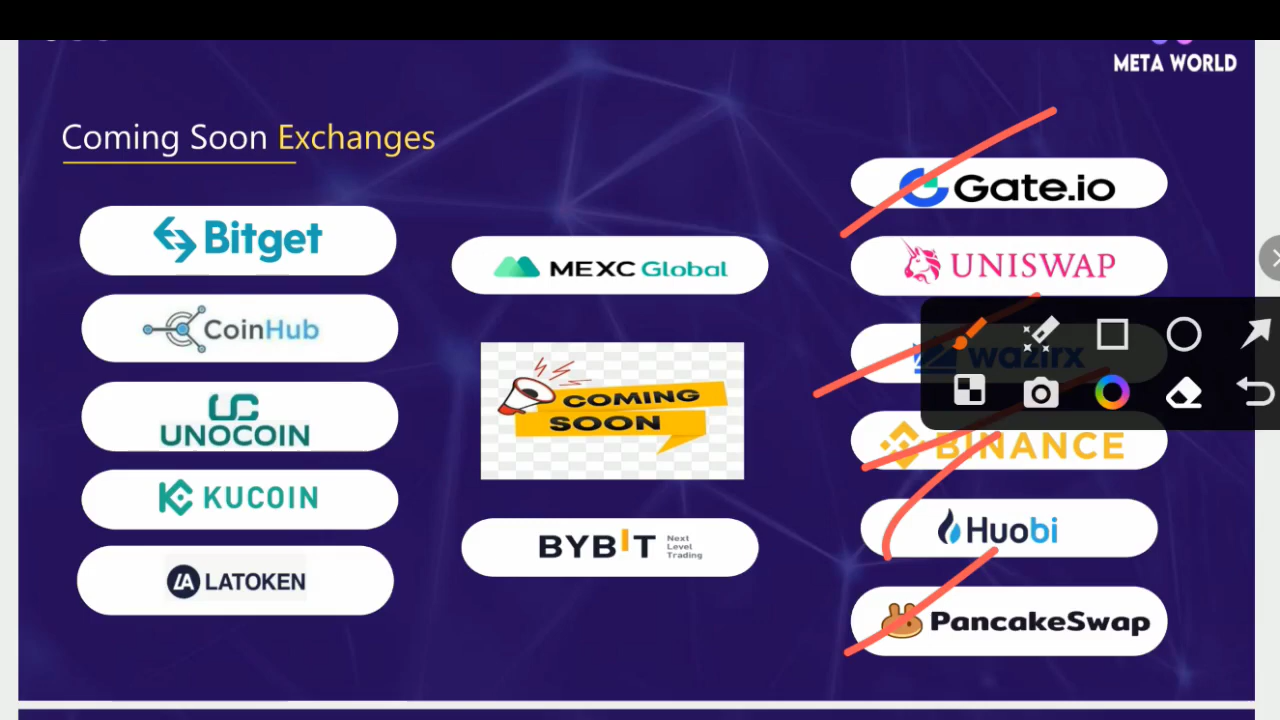 META WORLD
Coming Soon Exchanges
Bitget
CoinHub
UNOCOIN
KUCOIN
LATOKEN
MEXC Global
COMING
SOON
BYBIT Next
Level
Trading
Gate.io
UNISWAP
wazirx
BINANCE
Huobi
PancakeSwap